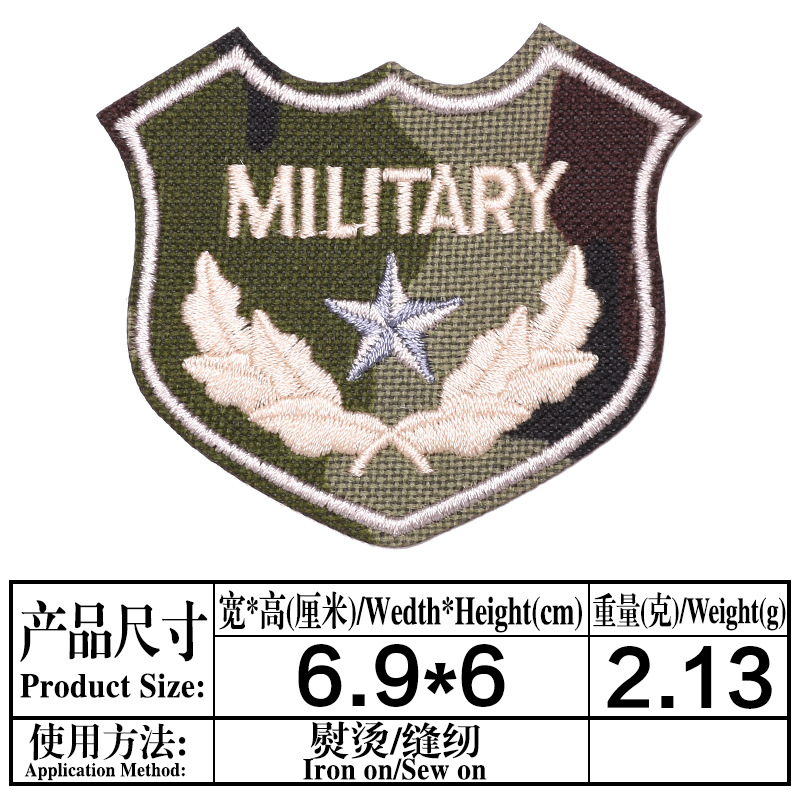 MILITARY
产品尺寸
Product Size:
宽*高(厘米)/Wedth*Height(cm)
重量(克)/Weight(g)
6.9*6
2.13
使用方法:
Application Method:
熨烫/缝纫
Iron on/Sew on